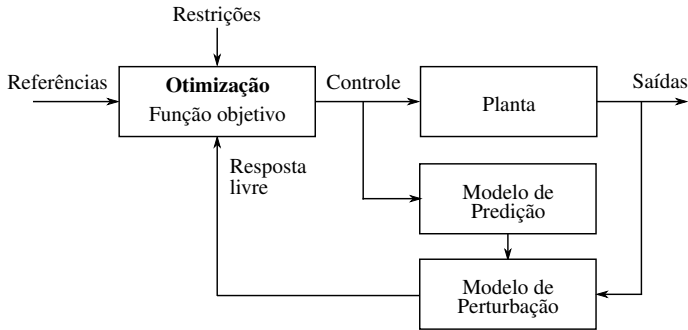 Restrições
Referências
Otimização
Função objetivo
Controle
Planta
Saídas
Resposta
livre
Modelo de
Predição
Modelo de
Perturbação